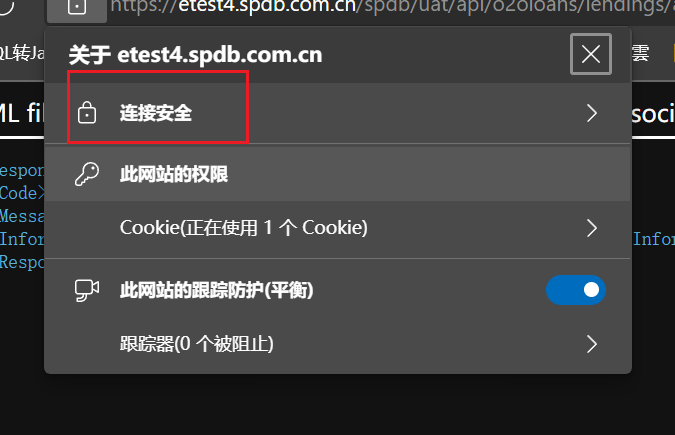 https://etest4.spdb.com.cn/spdb/uat/api/o2oloans/lendings/
QL转Ja
雲
关于 etest4.spdb.com.cn
ML fil
soci
连接安全
espon
Code>
此网站的权限
Messa
Cookie(正在使用 1 个 Cookie)
Infor
Infor
Respo
此网站的跟踪防护(平衡)
跟踪器(0 个被阻止)